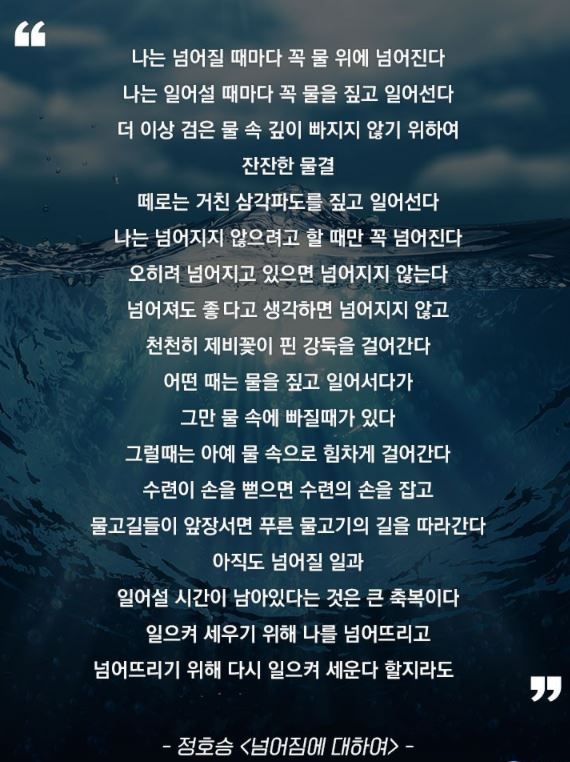 “
나는 넘어질 때마다 꼭 물 위에 넘어진다
나는 일어설 때마다 꼭 물을 짚고 일어선다
더 이상 검은 물 속 깊이 빠지지 않기 위하여
잔잔한 물결
떼로는 거친 삼각파도를 짚고 일어선다
나는 넘어지지 않으려고 할 때만 꼭 넘어진다
오히려 넘어지고 있으면 넘어지지 않는다
넘어져도 좋다고 생각하면 넘어지지 않고
천천히 제비꽃이 핀 강둑을 걸어간다
어떤 때는 물을 짚고 일어서다가
그만 물 속에 빠질때가 있다
그럴때는 아예 물 속으로 힘차게 걸어간다
수련이 손을 뻗으면 수련의 손을 잡고
물고길들이 앞장서면 푸른 물고기의 길을 따라간다
아직도 넘어질 일과
일어설 시간이 남아있다는 것은 큰 축복이다
일으켜 세우기 위해 나를 넘어뜨리고
넘어뜨리기 위해 다시 일으켜 세운다 할지라도
”
- 정호승 <넘어짐에 대하여> -